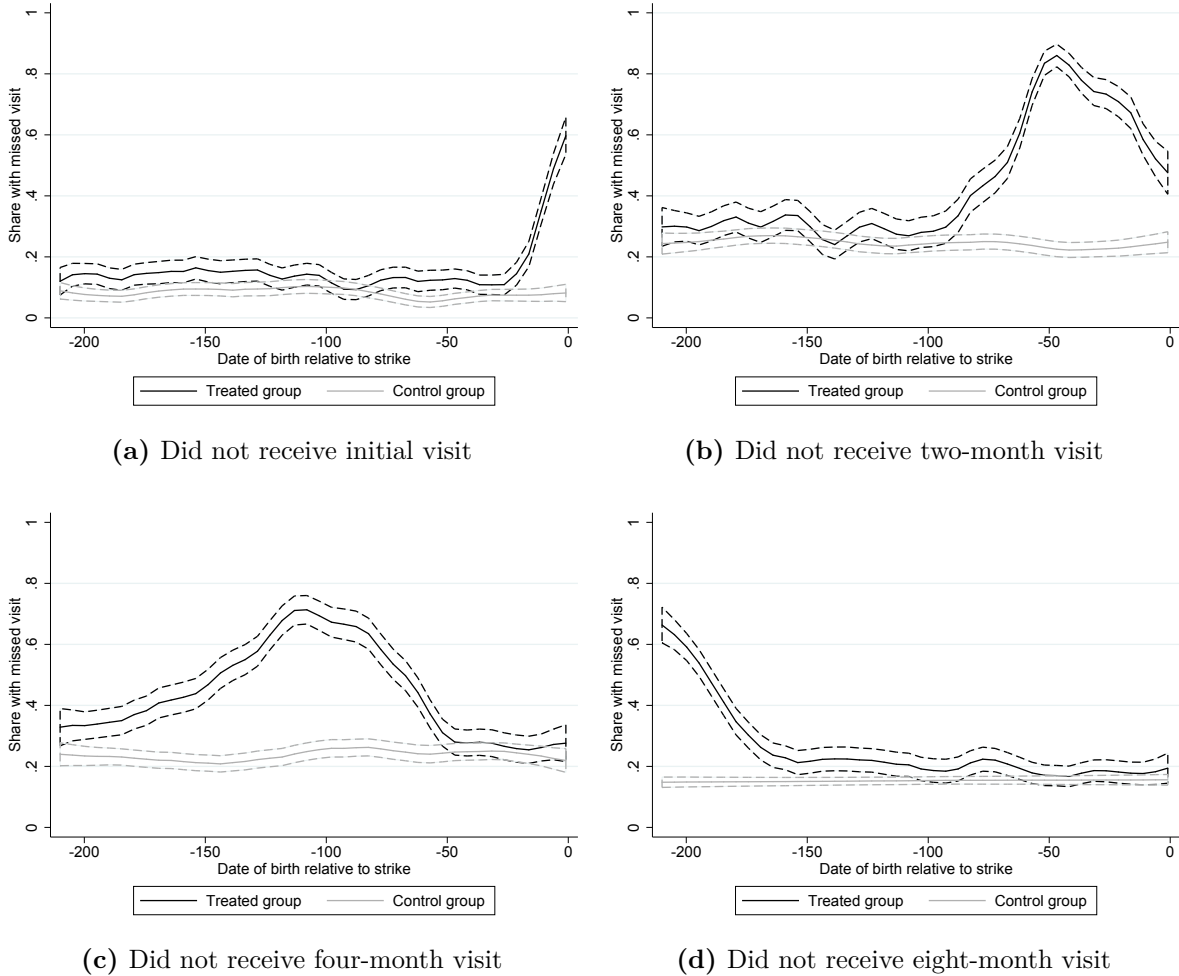 Share with missed visit
0 .2 .4 .6 .8 1
-200 -150 -100 -50 0
Date of birth relative to strike
Treated group Control group
(a) Did not receive initial visit
Share with missed visit
0 .2 .4 .6 .8 1
-200 -150 -100 -50 0
Date of birth relative to strike
Treated group Control group
(b) Did not receive two-month visit
Share with missed visit
0 .2 .4 .6 .8 1
-200 -150 -100 -50 0
Date of birth relative to strike
Treated group Control group
(c) Did not receive four-month visit
Share with missed visit
0 .2 .4 .6 .8 1
-200 -150 -100 -50 0
Date of birth relative to strike
Treated group Control group
(d) Did not receive eight-month visit